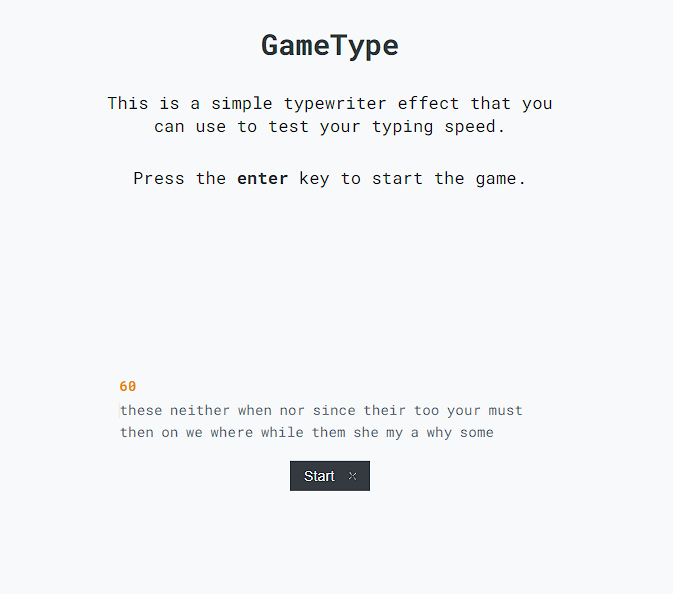 GameType
This is a simple typewriter effect that you
can use to test your typing speed.
Press the enter key to start the game.
60
these neither when nor since their too your must
then on we where while them she my a why some
Start